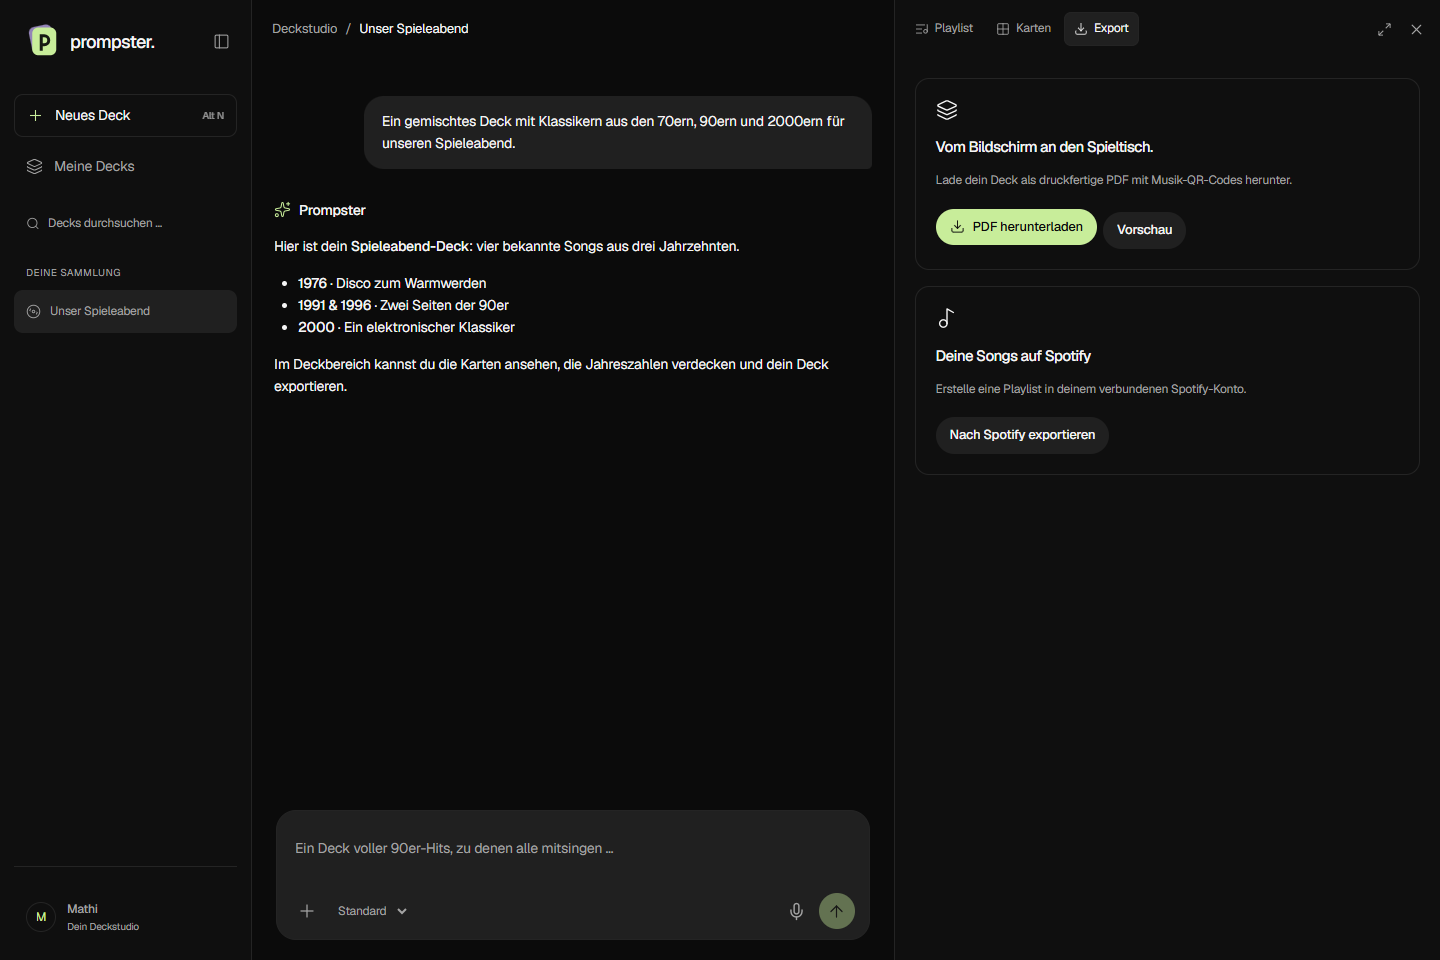 P prompster.
Neues Deck Alt N
Meine Decks
Decks durchsuchen ...
DEINE SAMMLUNG
Unser Spieleabend
M Mathi
Dein Deckstudio
Deckstudio / Unser Spieleabend
Ein gemischtes Deck mit Klassikern aus den 70ern, 90ern und 2000ern für
unseren Spieleabend.
Prompster
Hier ist dein Spieleabend-Deck: vier bekannte Songs aus drei Jahrzehnten.
• 1976 · Disco zum Warmwerden
• 1991 & 1996 · Zwei Seiten der 90er
• 2000 · Ein elektronischer Klassiker
Im Deckbereich kannst du die Karten ansehen, die Jahreszahlen verdecken und dein Deck
exportieren.
Ein Deck voller 90er-Hits, zu denen alle mitsingen ...
Standard
Playlist Karten Export
Vom Bildschirm an den Spieltisch.
Lade dein Deck als druckfertige PDF mit Musik-QR-Codes herunter.
PDF herunterladen Vorschau
Deine Songs auf Spotify
Erstelle eine Playlist in deinem verbundenen Spotify-Konto.
Nach Spotify exportieren